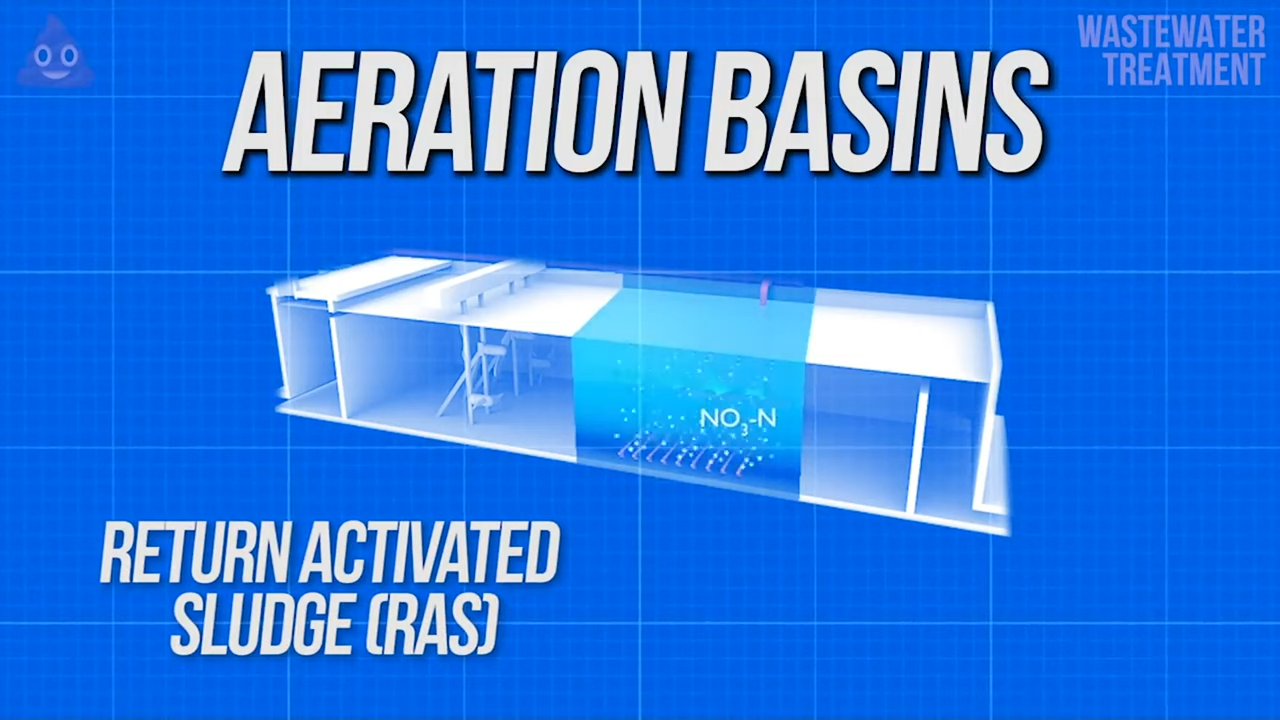 WASTEWATER
TREATMENT
AERATION BASINS
NO₃-N
RETURN ACTIVATED
SLUDGE (RAS)